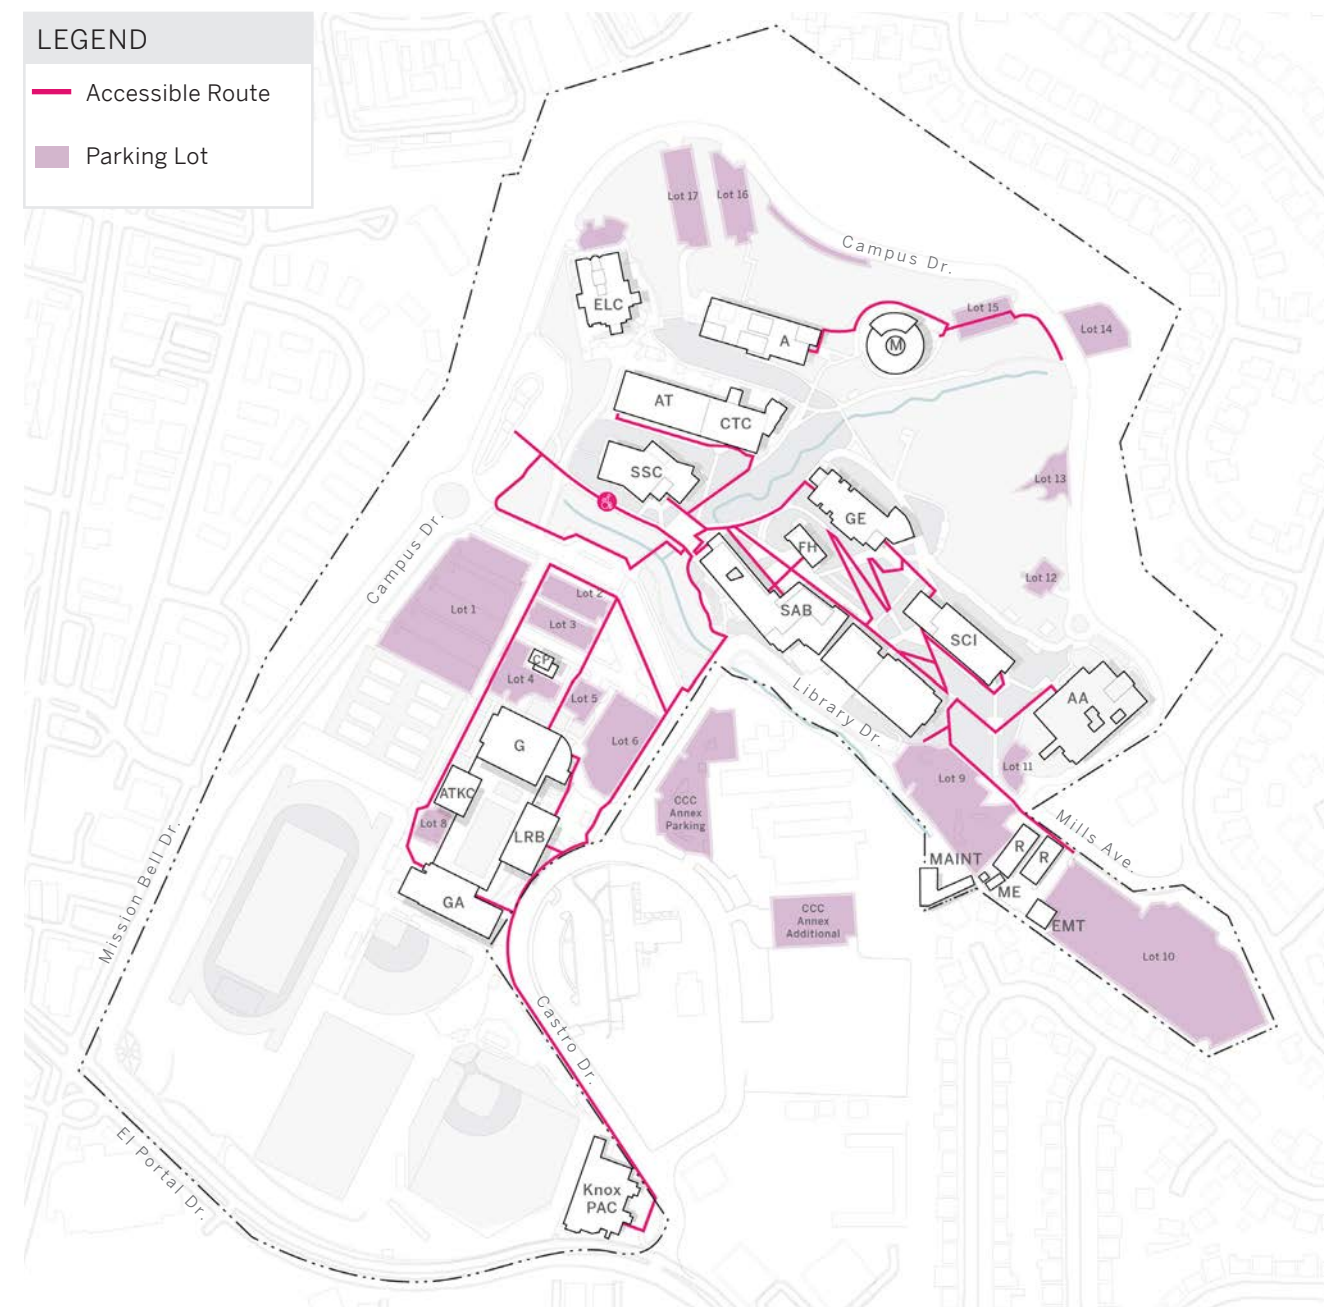 LEGEND
Accessible Route
Parking Lot
Lot 17
Lot 16
Campus Dr.
ELC
Lot 15
Lot 14
A
M
AT
CTC
SSC
Lot 13
GE
Campus Dr.
FH
Lot 12
Lot 1
Lot 2
Lot 3
SAB
SCI
CP
Lot 4
Lot 5
Library Dr.
AA
G
Lot 6
Lot 9
Lot 11
ATKC
CCC
Annex
Parking
Lot 8
LRB
Mills Ave.
R
R
MAINT
ME
Mission Bell Dr.
GA
CCC
Annex
Additional
EMT
Lot 10
Castro Dr.
El Portal Dr.
Knox
PAC